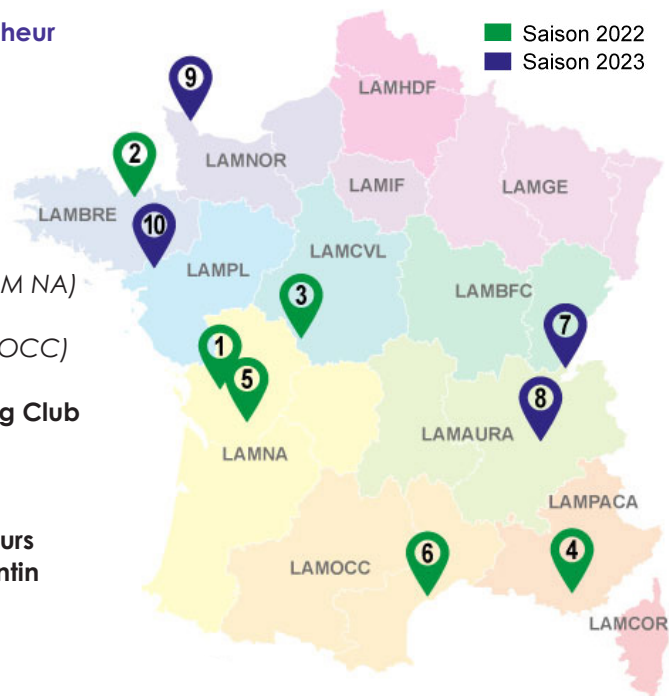 heur
Saison 2022
Saison 2023
9
LAMHDF
2
LAMNOR
LAMIF
LAMGE
LAMBRE
10
LAMCVL
LAMPL
M NA)
3
LAMBFC
7
OCC)
1
5
8
g Club
LAMAURA
LAMNA
LAMPACA
urs
6
4
LAMOCC
ntin
LAMCOR